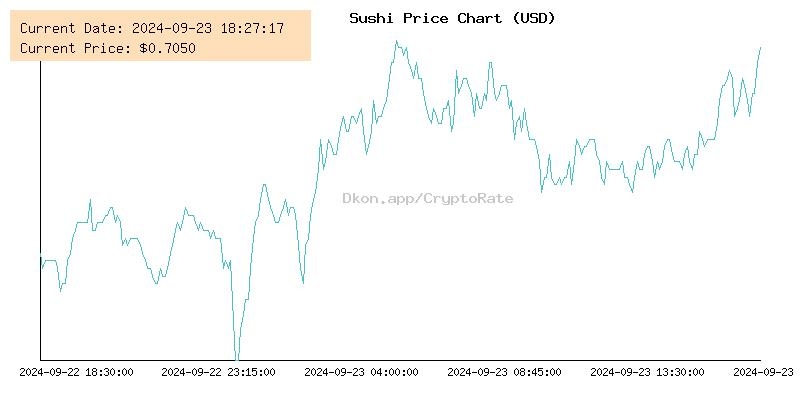 Sushi Price Chart (USD)
Current Date: 2024-09-23 18:27:17
Current Price: $0.7050
Dkon.app/CryptoRate
2024-09-22 18:30:00 2024-09-22 23:15:00 2024-09-23 04:00:00 2024-09-23 08:45:00 2024-09-23 13:30:00 2024-09-23